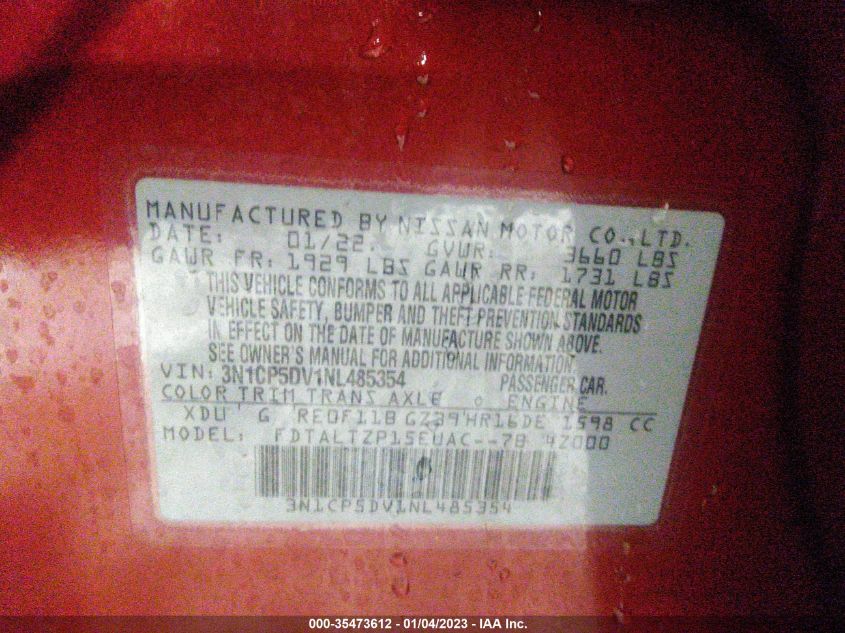 MANUFACTURED BY NISSAN MOTOR CO.,LTD.
DATE: 01/22. GVWR: 3660 LBS
GAWR FR: 1929 LBS GAWR RR: 1731 LBS
THIS VEHICLE CONFORMS TO ALL APPLICABLE FEDERAL MOTOR
VEHICLE SAFETY, BUMPER AND THEFT PREVENTION STANDARDS
IN EFFECT ON THE DATE OF MANUFACTURE SHOWN ABOVE.
SEE OWNER'S MANUAL FOR ADDITIONAL INFORMATION.
VIN: 3N1CP5DV1NL485354 PASSENGER CAR.
COLOR TRIM TRANS AXLE ENGINE
XDU G RE0F11B GZ39 HR16DE 1598 CC
MODEL: FDTALTZP15EUAC--7B 4Z000
3N1CP5DV1NL485354
000-35473612 - 01/04/2023 - IAA Inc.